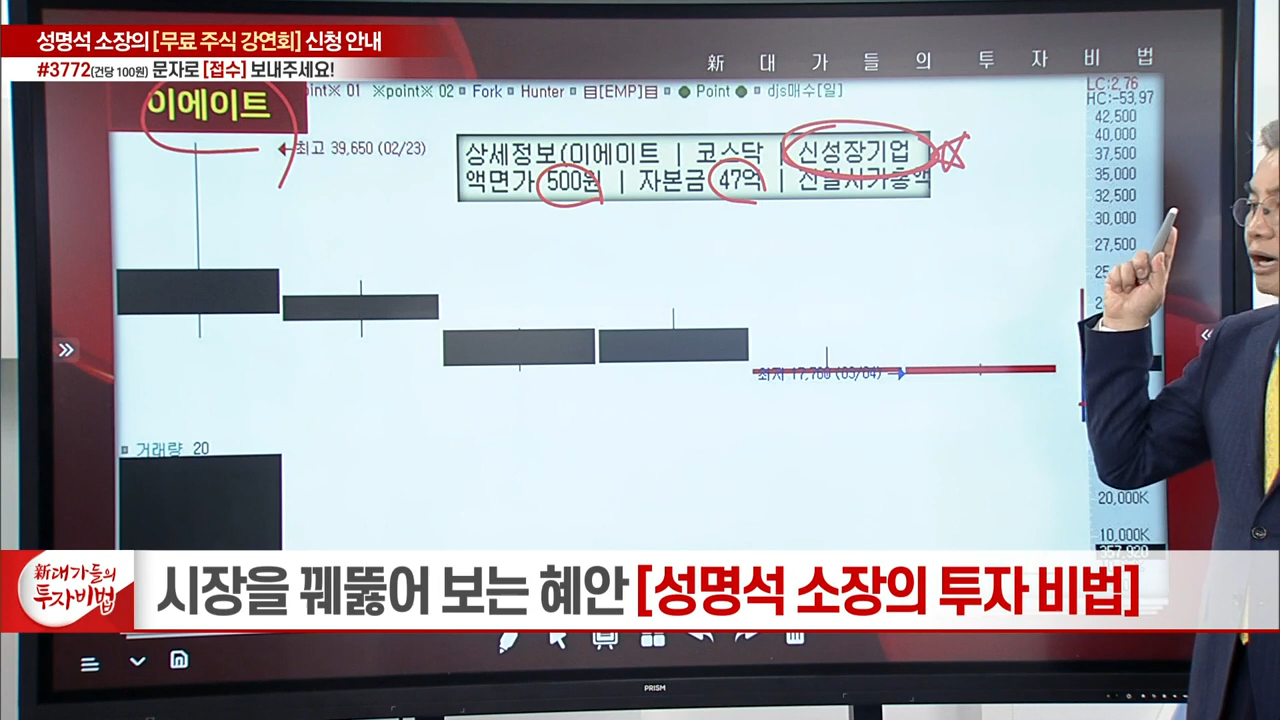 성명석 소장의 [무료 주식 강연회] 신청 안내
#3772(건당 100원) 문자로 [접수] 보내주세요!
新 대 가 들 의 투 자 비 법
이에이트
※point※ 02 Fork Hunter 目[EMP]目 ● Point ● djs매수[일]
LC:2,76
HC:-53,97
최고 39,650 (02/23)
상세정보(이에이트 | 코스닥 | 신성장기업
액면가 500원 | 자본금 47억 | 전일시가총액
42,500
40,000
37,500
35,000
32,500
30,000
27,500
최저 17,700 (03/04)
거래량 20
20,000K
10,000K
357,920
新대가들의
투자비법
시장을 꿰뚫어 보는 혜안 [성명석 소장의 투자 비법]
PRISM